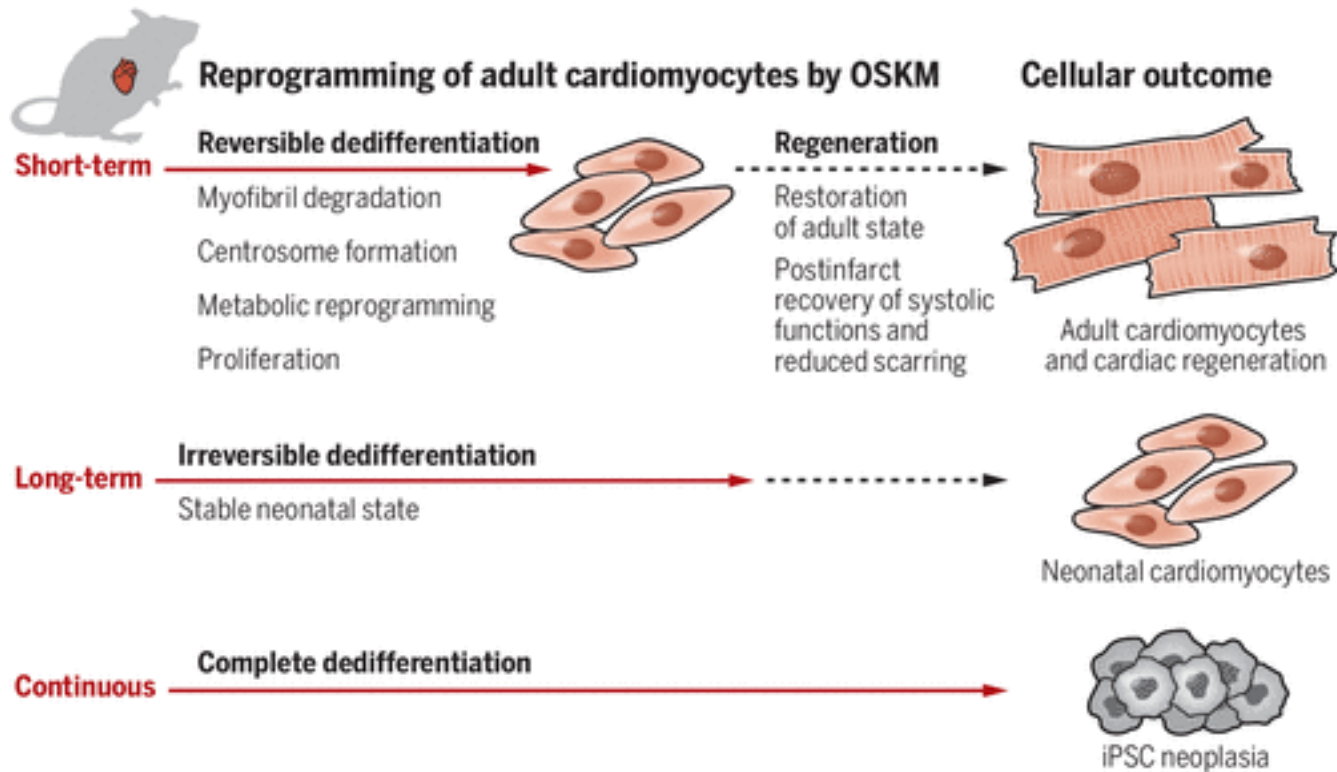 Reprogramming of adult cardiomyocytes by OSKM
Cellular outcome
Short-term
Reversible dedifferentiation
Myofibril degradation
Centrosome formation
Metabolic reprogramming
Proliferation
Regeneration
Restoration
of adult state
Postinfarct
recovery of systolic
functions and
reduced scarring
Adult cardiomyocytes
and cardiac regeneration
Long-term
Irreversible dedifferentiation
Stable neonatal state
Neonatal cardiomyocytes
Continuous
Complete dedifferentiation
iPSC neoplasia